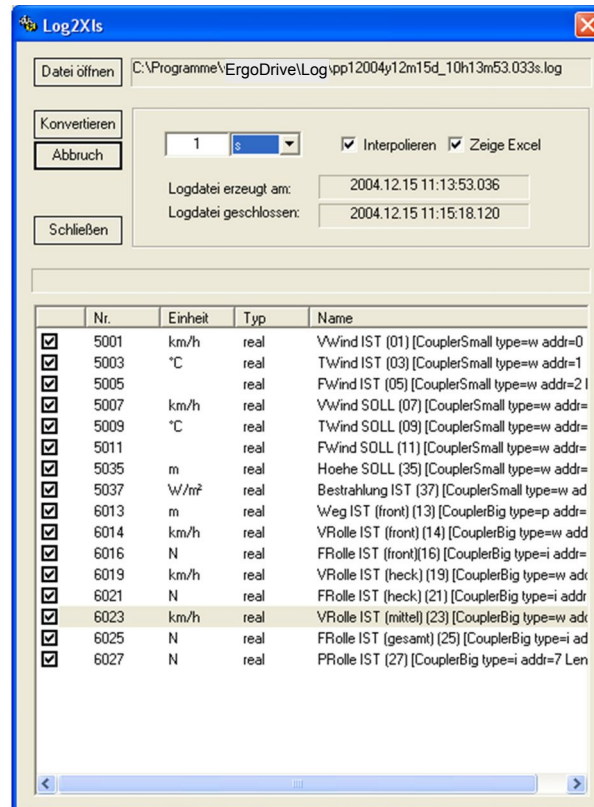 Log2Xls
Datei öffnen C:\Programme\ErgoDrive\Log\pp12004y12m15d_10h13m53.033s.log
Konvertieren
Abbruch
1 s Interpolieren Zeige Excel
Logdatei erzeugt am: 2004.12.15 11:13:53.036
Logdatei geschlossen: 2004.12.15 11:15:18.120
Schließen
Nr. Einheit Typ Name
5001 km/h real VWind IST (01) [CouplerSmall type=w addr=0
5003 °C real TWind IST (03) [CouplerSmall type=w addr=1
5005 real FWind IST (05) [CouplerSmall type=w addr=2 l
5007 km/h real VWind SOLL (07) [CouplerSmall type=w addr=
5009 °C real TWind SOLL (09) [CouplerSmall type=w addr=
5011 real FWind SOLL (11) [CouplerSmall type=w addr=
5035 m real Hoehe SOLL (35) [CouplerSmall type=w addr=
5037 W/m² real Bestrahlung IST (37) [CouplerSmall type=w ad
6013 m real Weg IST (front) (13) [CouplerBig type=p addr=
6014 km/h real VRolle IST (front) (14) [CouplerBig type=w add
6016 N real FRolle IST (front)(16) [CouplerBig type=i addr=
6019 km/h real VRolle IST (heck) (19) [CouplerBig type=w adc
6021 N real FRolle IST (heck) (21) [CouplerBig type=i addr
6023 km/h real VRolle IST (mittel) (23) [CouplerBig type=w adc
6025 N real FRolle IST (gesamt) (25) [CouplerBig type=i ad
6027 N real PRolle IST (27) [CouplerBig type=i addr=7 Len